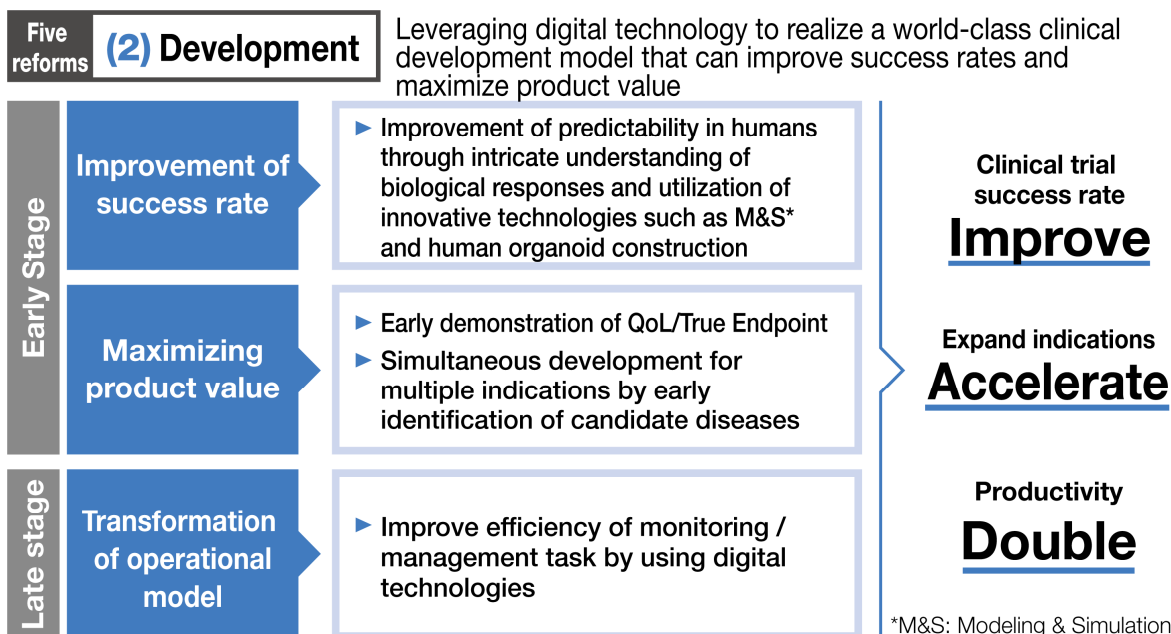 Five
reforms
(2) Development
Leveraging digital technology to realize a world-class clinical
development model that can improve success rates and
maximize product value
Early Stage
Improvement of
success rate
► Improvement of predictability in humans
through intricate understanding of
biological responses and utilization of
innovative technologies such as M&S*
and human organoid construction
Maximizing
product value
► Early demonstration of QoL/True Endpoint
► Simultaneous development for
multiple indications by early
identification of candidate diseases
Late stage
Transformation
of operational
model
► Improve efficiency of monitoring /
management task by using digital
technologies
Clinical trial
success rate
Improve
Expand indications
Accelerate
Productivity
Double
*M&S: Modeling & Simulation